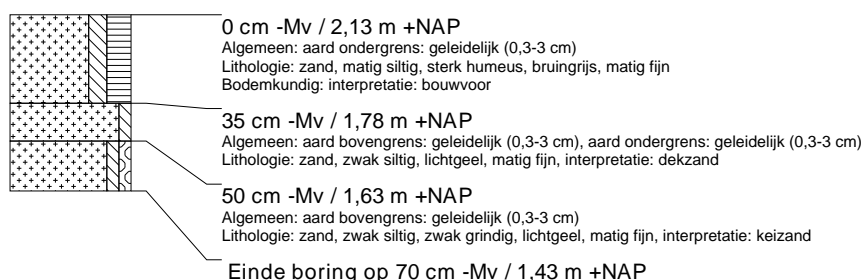 0 cm -Mv / 2,13 m +NAP
Algemeen: aard ondergrens: geleidelijk (0,3-3 cm)
Lithologie: zand, matig siltig, sterk humeus, bruingrijs, matig fijn
Bodemkundig: interpretatie: bouwvoor
35 cm -Mv / 1,78 m +NAP
Algemeen: aard bovengrens: geleidelijk (0,3-3 cm), aard ondergrens: geleidelijk (0,3-3 cm)
Lithologie: zand, zwak siltig, lichtgeel, matig fijn, interpretatie: dekzand
50 cm -Mv / 1,63 m +NAP
Algemeen: aard bovengrens: geleidelijk (0,3-3 cm)
Lithologie: zand, zwak siltig, zwak grindig, lichtgeel, matig fijn, interpretatie: keizand
Einde boring op 70 cm -Mv / 1,43 m +NAP